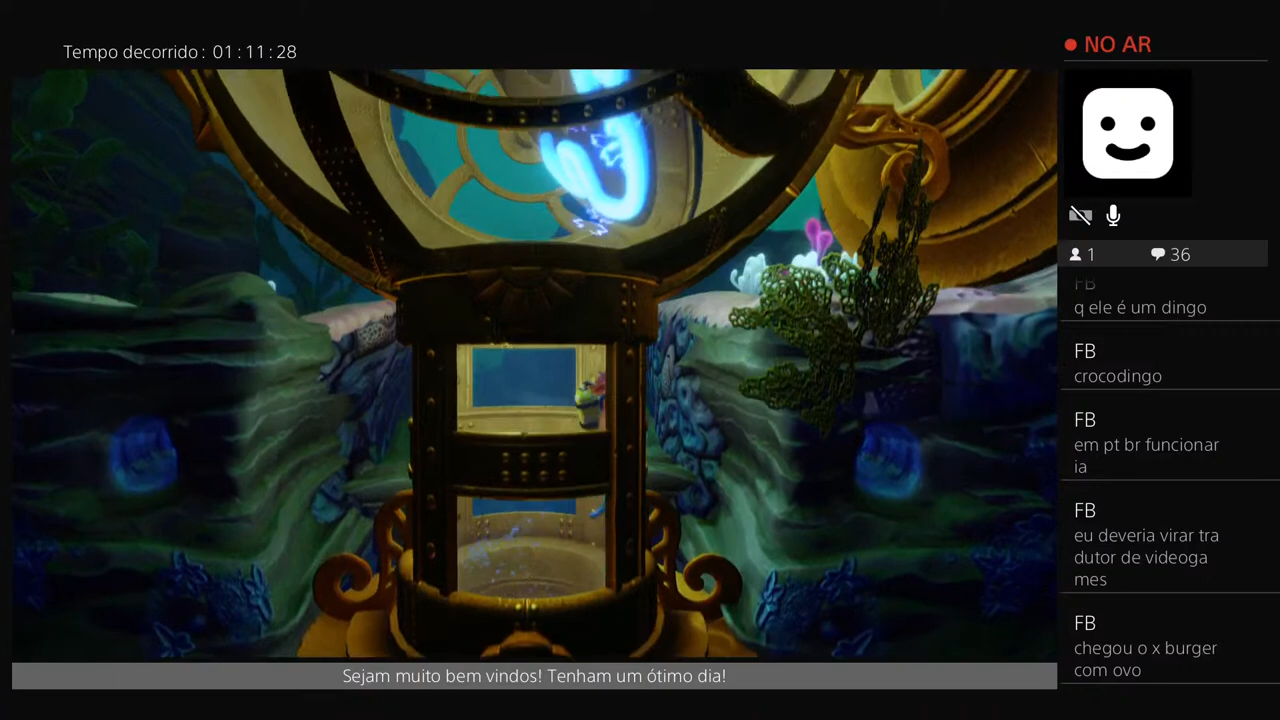 Tempo decorrido: 01:11:28
NO AR
1 36
FB
q ele é um dingo
FB
crocodingo
FB
em pt br funcionar
ia
FB
eu deveria virar tra
dutor de videoga
mes
FB
chegou o x burger
com ovo
Sejam muito bem vindos! Tenham um ótimo dia!